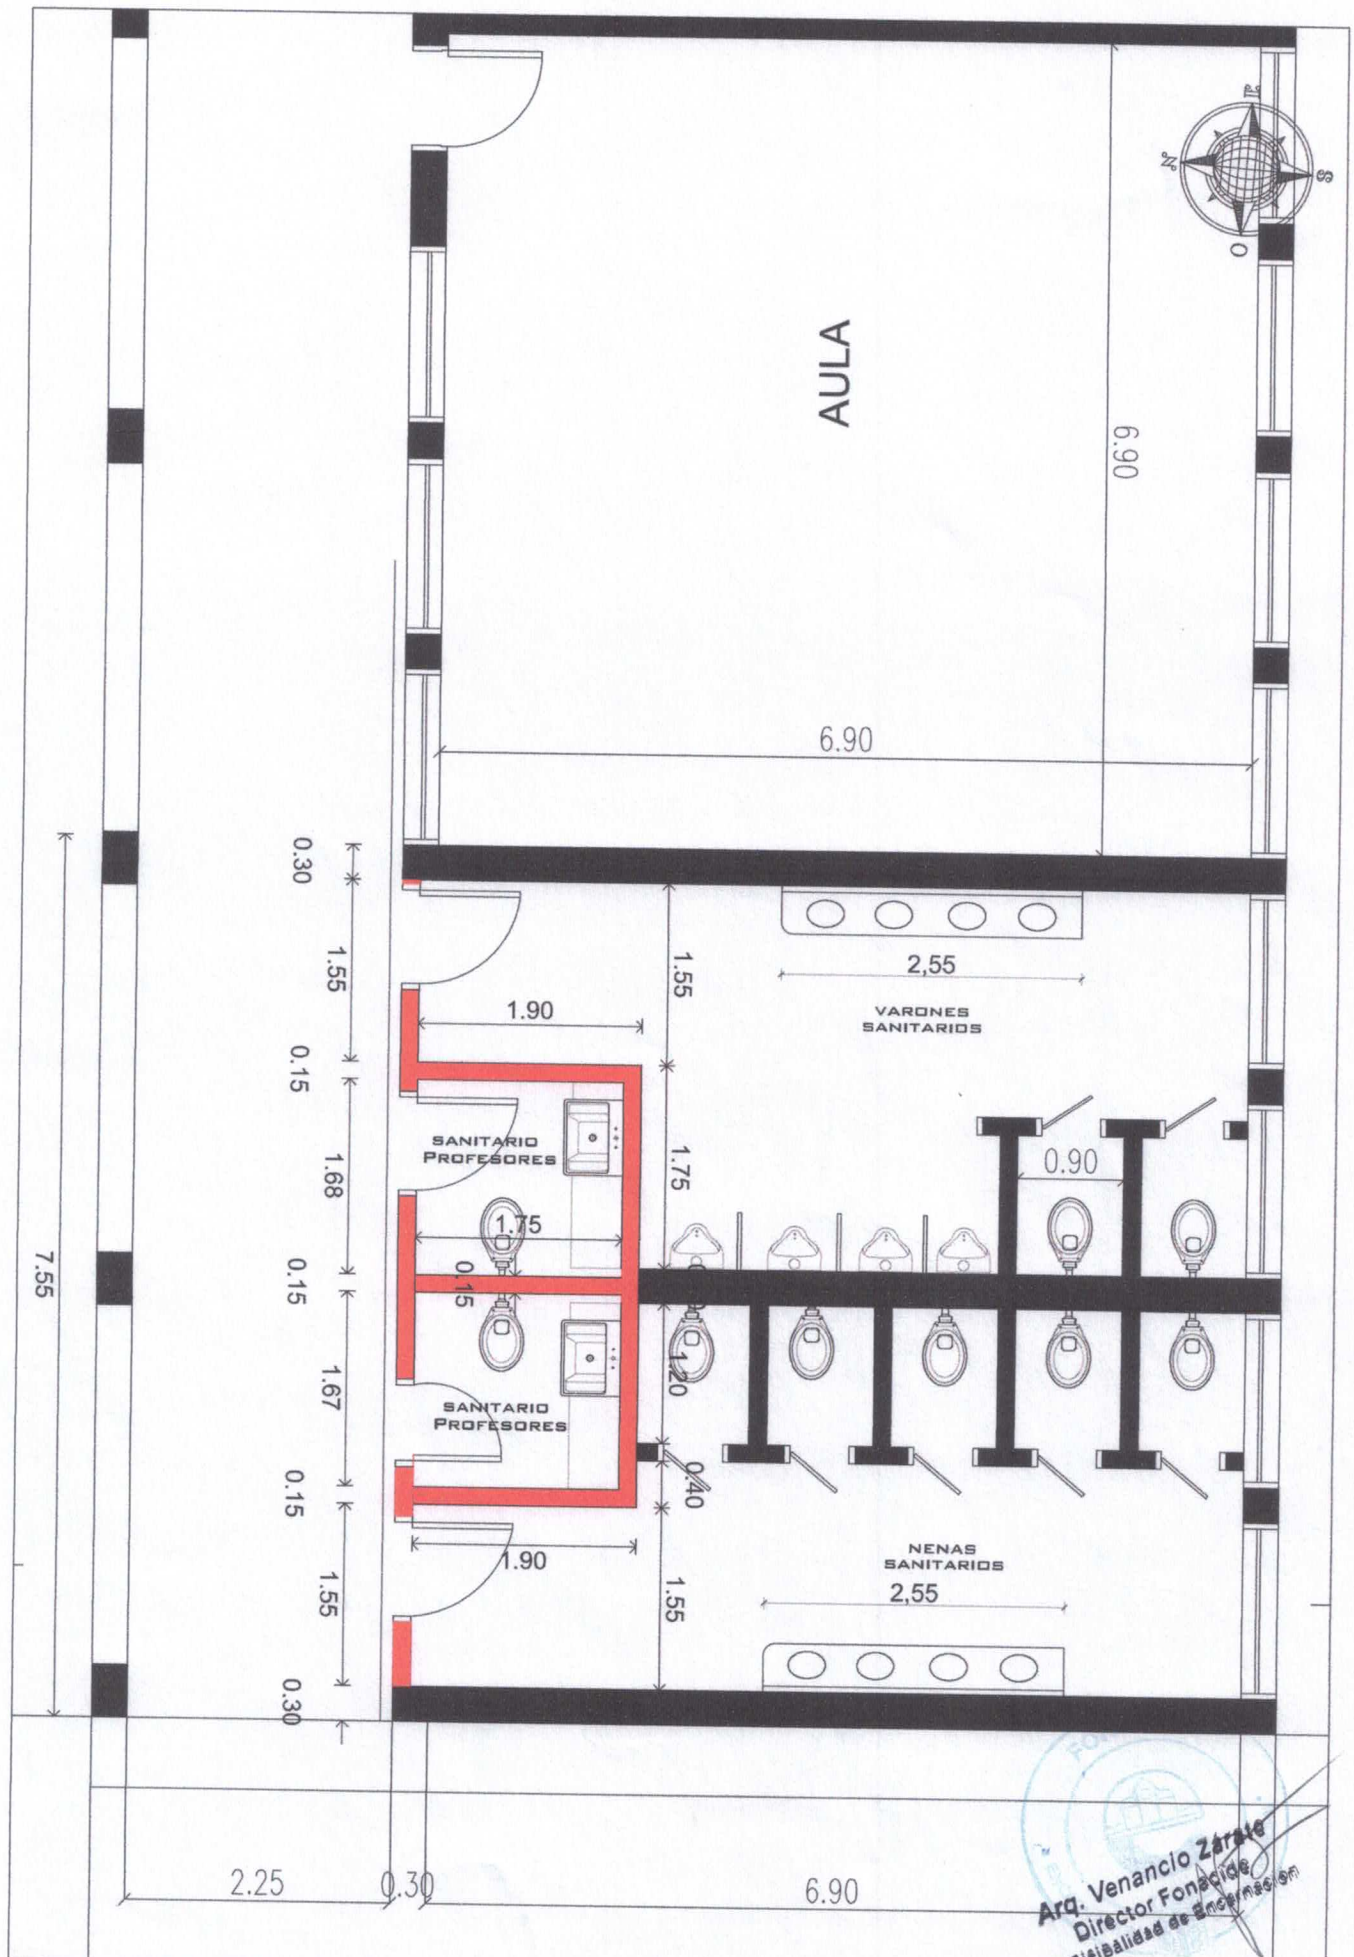 E
N
S
O
AULA
6.90
6.90
0.30
1.55
1.90
1.55
2,55
VARONES
SANITARIOS
0.15
SANITARIO
PROFESORES
1.68
1.75
0.90
1.75
0.15
0.15
7.55
1.67
1.20
SANITARIO
PROFESORES
0.15
0.40
1.90
1.55
1.55
NENAS
SANITARIOS
2,55
0.30
2.25
0.30
6.90
Arq. Venancio Zárate
Director Fonacide
de Encarnación